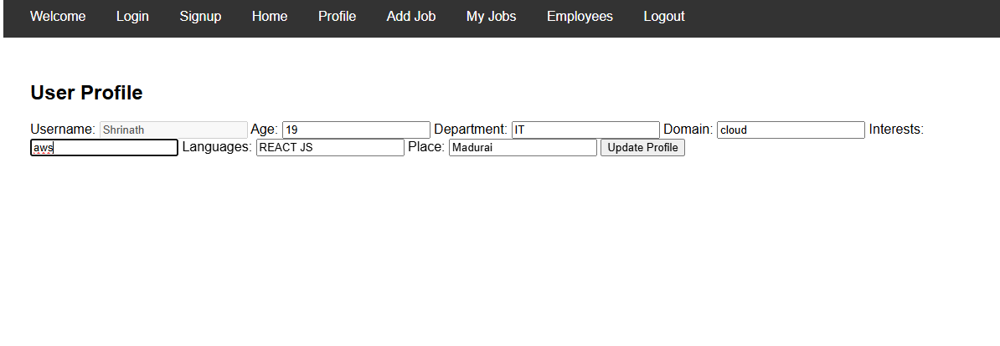 Welcome Login Signup Home Profile Add Job My Jobs Employees Logout
User Profile
Username: Shrinath Age: 19 Department: IT Domain: cloud Interests:
aws Languages: REACT JS Place: Madurai Update Profile